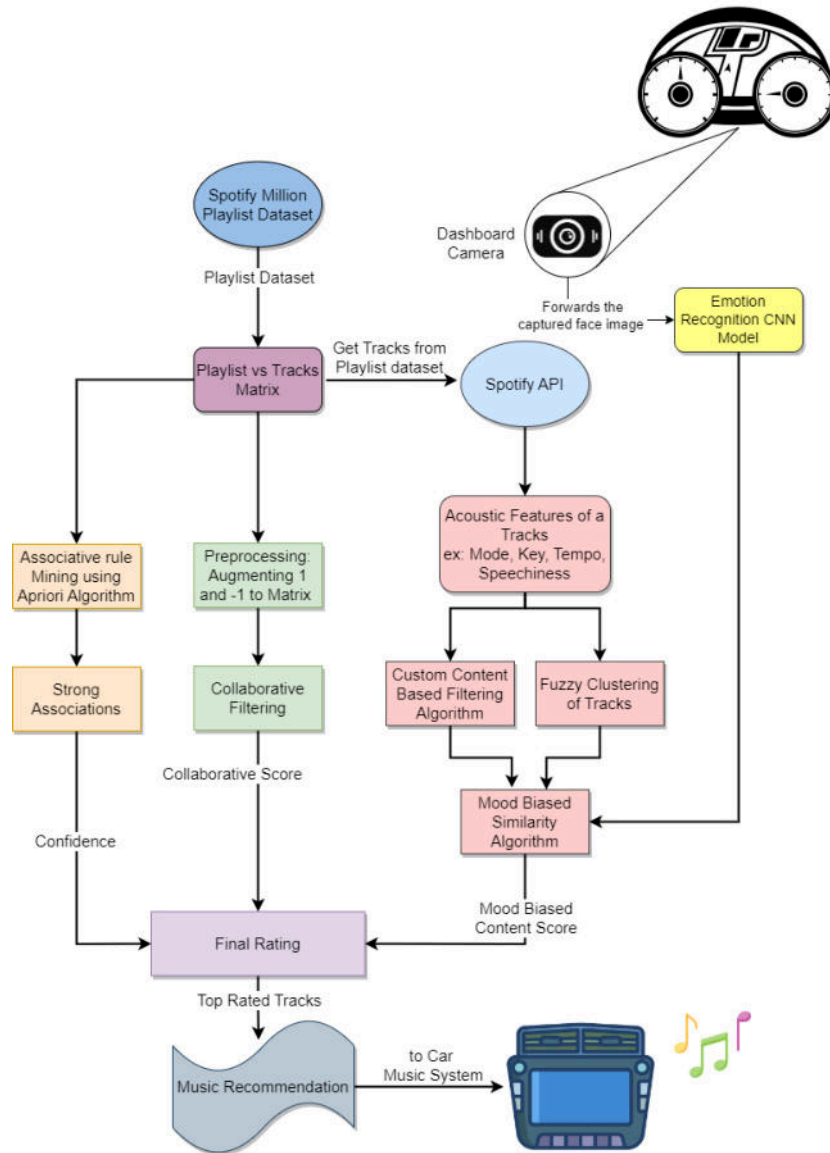 Spotify Million
Playlist Dataset
Dashboard
Camera
Playlist Dataset
Forwards the
captured face image
Emotion
Recognition CNN
Model
Playlist vs Tracks
Matrix
Get Tracks from
Playlist dataset
Spotify API
Acoustic Features of a
Tracks
ex: Mode, Key, Tempo,
Speechiness
Associative rule
Mining using
Apriori Algorithm
Preprocessing:
Augmenting 1
and -1 to Matrix
Custom Content
Based Filtering
Algorithm
Fuzzy Clustering
of Tracks
Strong
Associations
Collaborative
Filtering
Collaborative Score
Mood Biased
Similarity
Algorithm
Confidence
Mood Biased
Content Score
Final Rating
Top Rated Tracks
Music Recommendation
to Car
Music System